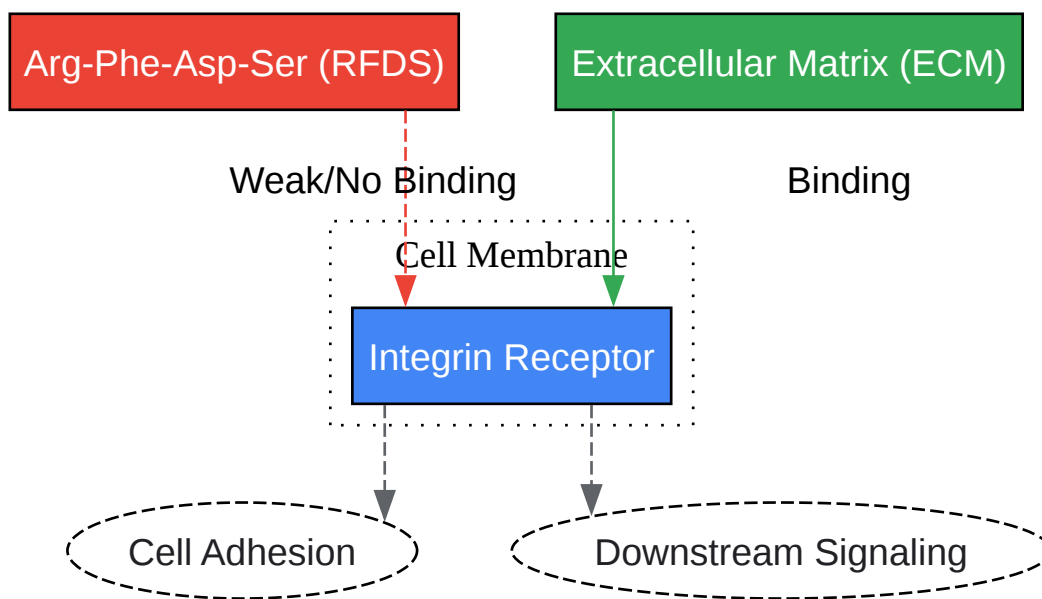 Arg-Phe-Asp-Ser (RFDS)
Extracellular Matrix (ECM)
Weak/No Binding
Binding
Cell Membrane
Integrin Receptor
Cell Adhesion
Downstream Signaling